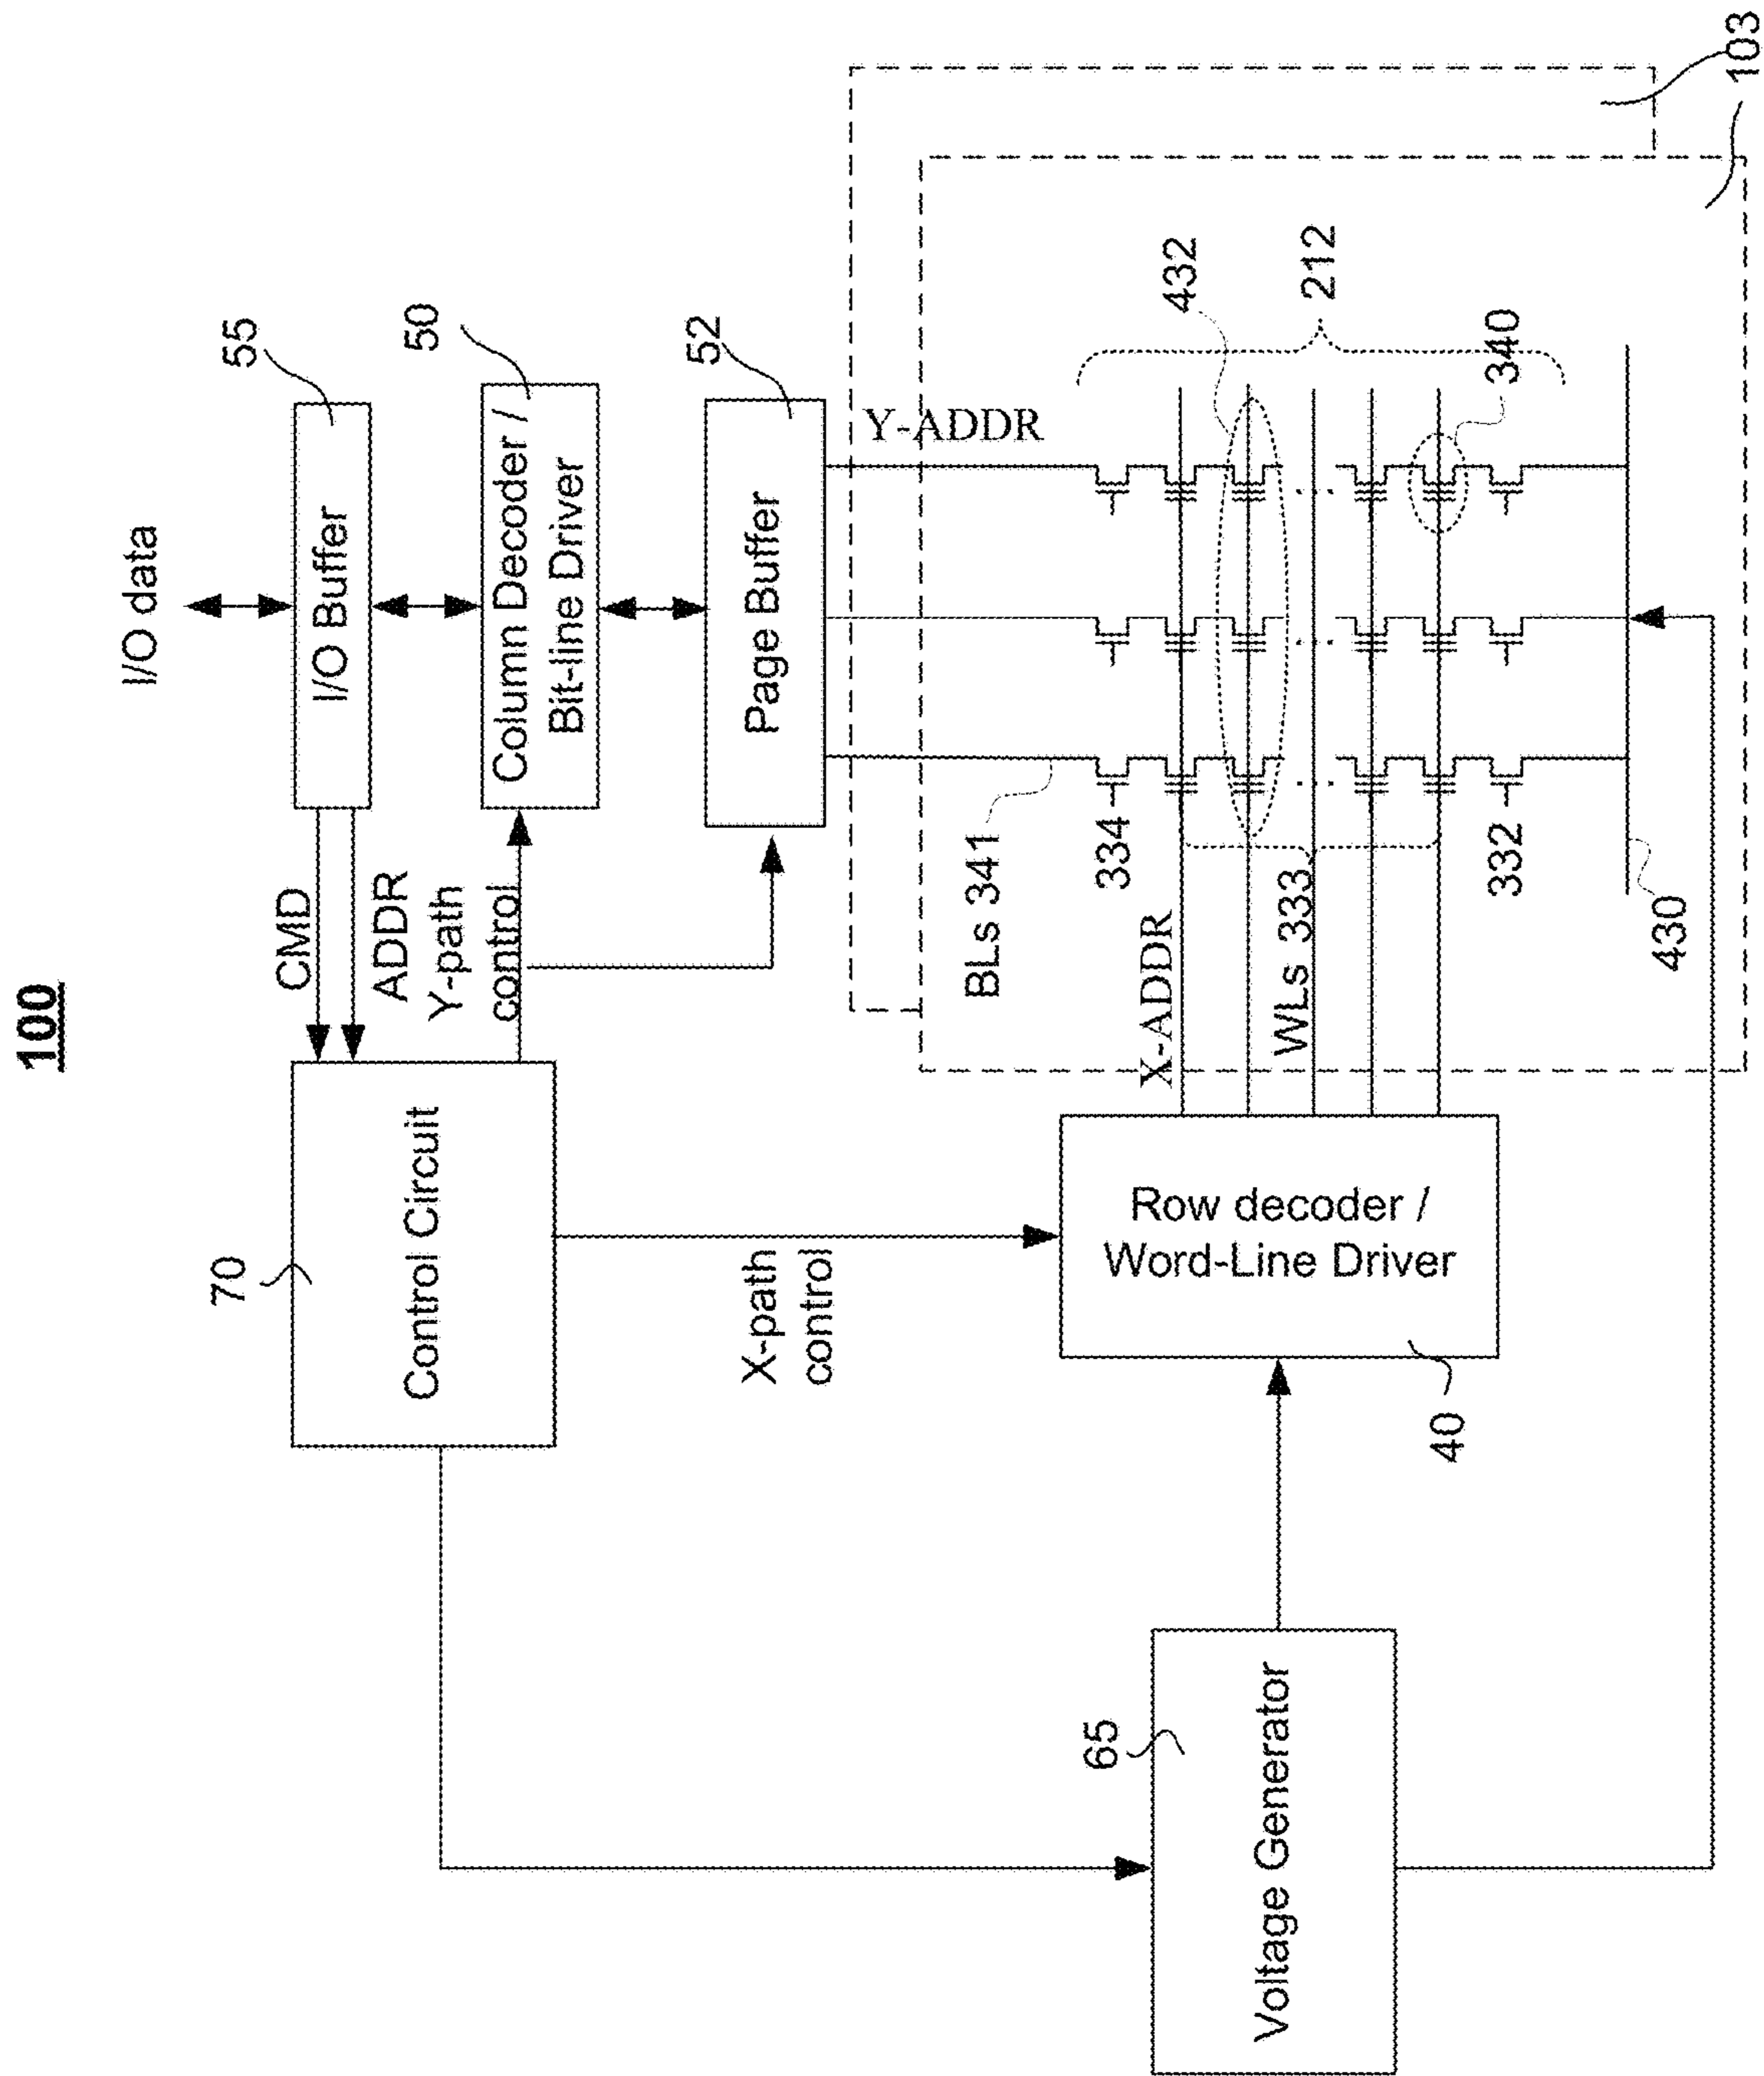 100
I/O data
55
I/O Buffer
CMD
ADDR
50
Column Decoder /
Bit-line Driver
Y-path
control
70
Control Circuit
52
Page Buffer
Y-ADDR
103
X-path
control
BLs 341
432
212
334
X-ADDR
WLs 333
340
332
430
Row decoder /
Word-Line Driver
40
65
Voltage Generator